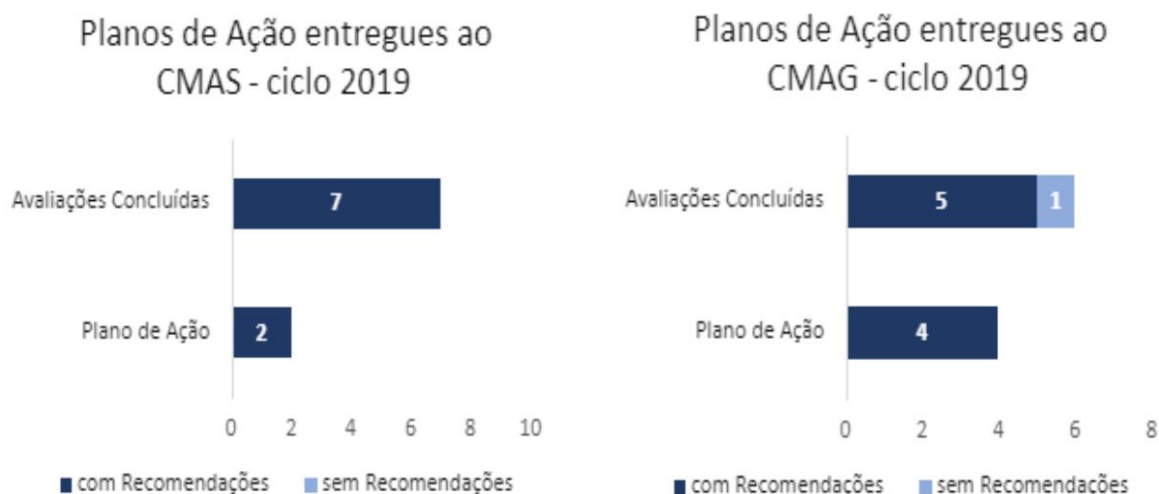 Planos de Ação entregues ao
CMAS - ciclo 2019
Avaliações Concluídas
7
Plano de Ação
2
0 2 4 6 8 10
com Recomendações sem Recomendações
Planos de Ação entregues ao
CMAG - ciclo 2019
Avaliações Concluídas
5 1
Plano de Ação
4
0 2 4 6 8
com Recomendações sem Recomendações